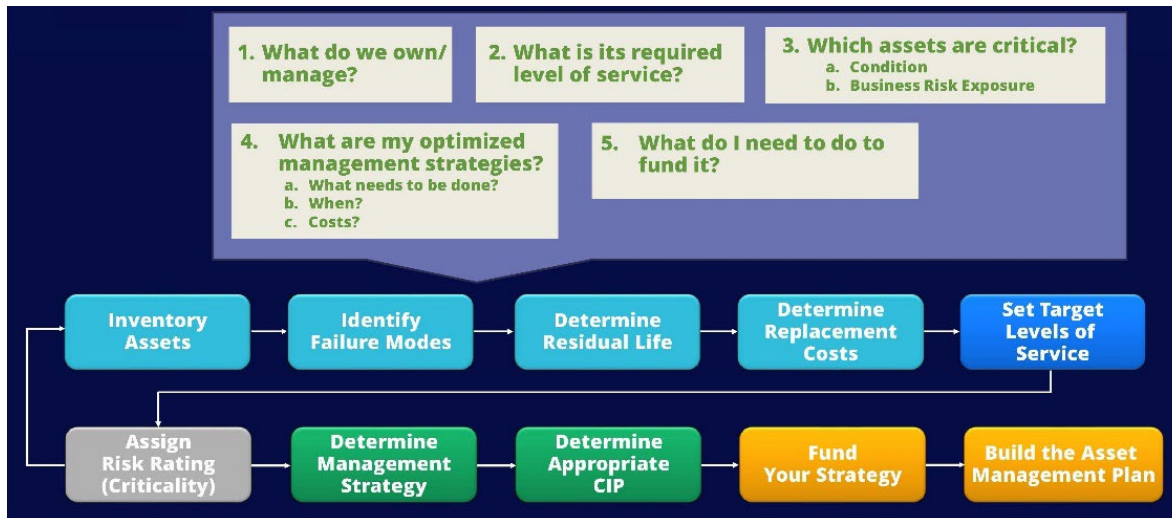 1. What do we own/
manage?
2. What is its required
level of service?
3. Which assets are critical?
a. Condition
b. Business Risk Exposure
4. What are my optimized
management strategies?
a. What needs to be done?
b. When?
c. Costs?
5. What do I need to do to
fund it?
Inventory
Assets
Identify
Failure Modes
Determine
Residual Life
Determine
Replacement
Costs
Set Target
Levels of
Service
Assign
Risk Rating
(Criticality)
Determine
Management
Strategy
Determine
Appropriate
CIP
Fund
Your Strategy
Build the Asset
Management Plan